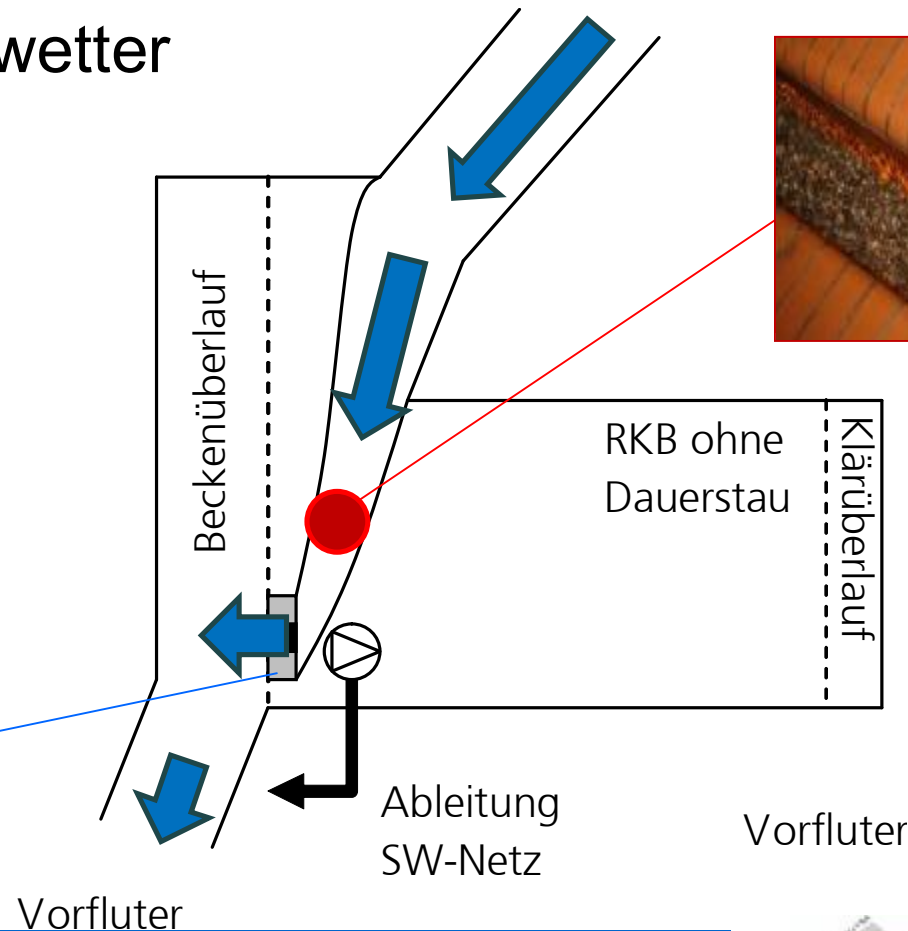 wetter
Beckenüberlauf
RKB ohne
Dauerstau
Klärüberlauf
Ableitung
SW-Netz
Vorfluter
Vorfluter